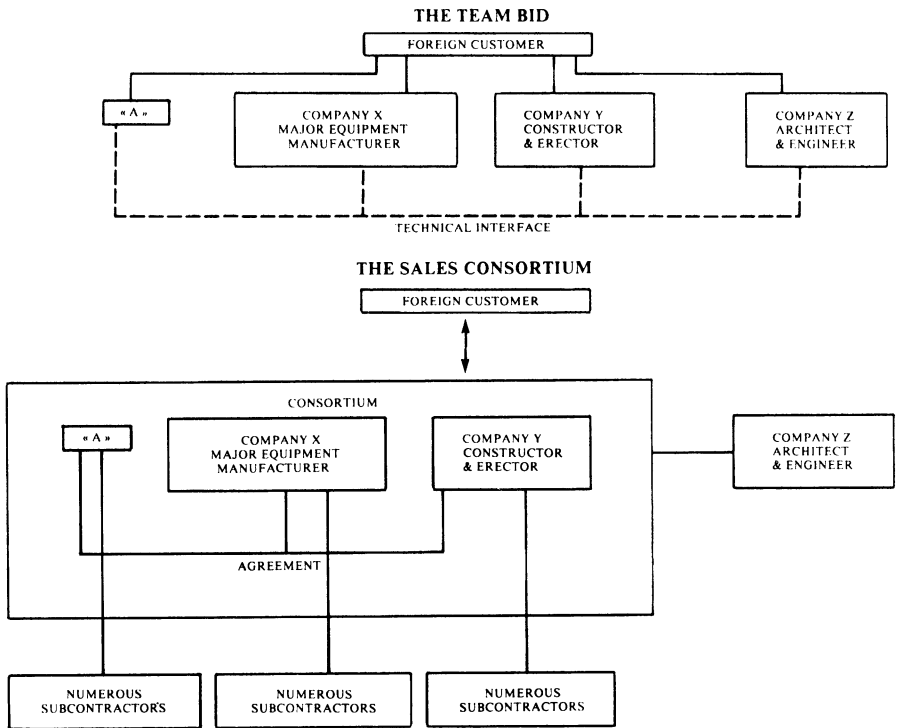 THE TEAM BID
FOREIGN CUSTOMER
« A »
COMPANY X
MAJOR EQUIPMENT
MANUFACTURER
COMPANY Y
CONSTRUCTOR
& ERECTOR
COMPANY Z
ARCHITECT
& ENGINEER
TECHNICAL INTERFACE
THE SALES CONSORTIUM
FOREIGN CUSTOMER
CONSORTIUM
« A »
COMPANY X
MAJOR EQUIPMENT
MANUFACTURER
COMPANY Y
CONSTRUCTOR
& ERECTOR
COMPANY Z
ARCHITECT
& ENGINEER
AGREEMENT
NUMEROUS
SUBCONTRACTORS
NUMEROUS
SUBCONTRACTORS
NUMEROUS
SUBCONTRACTORS